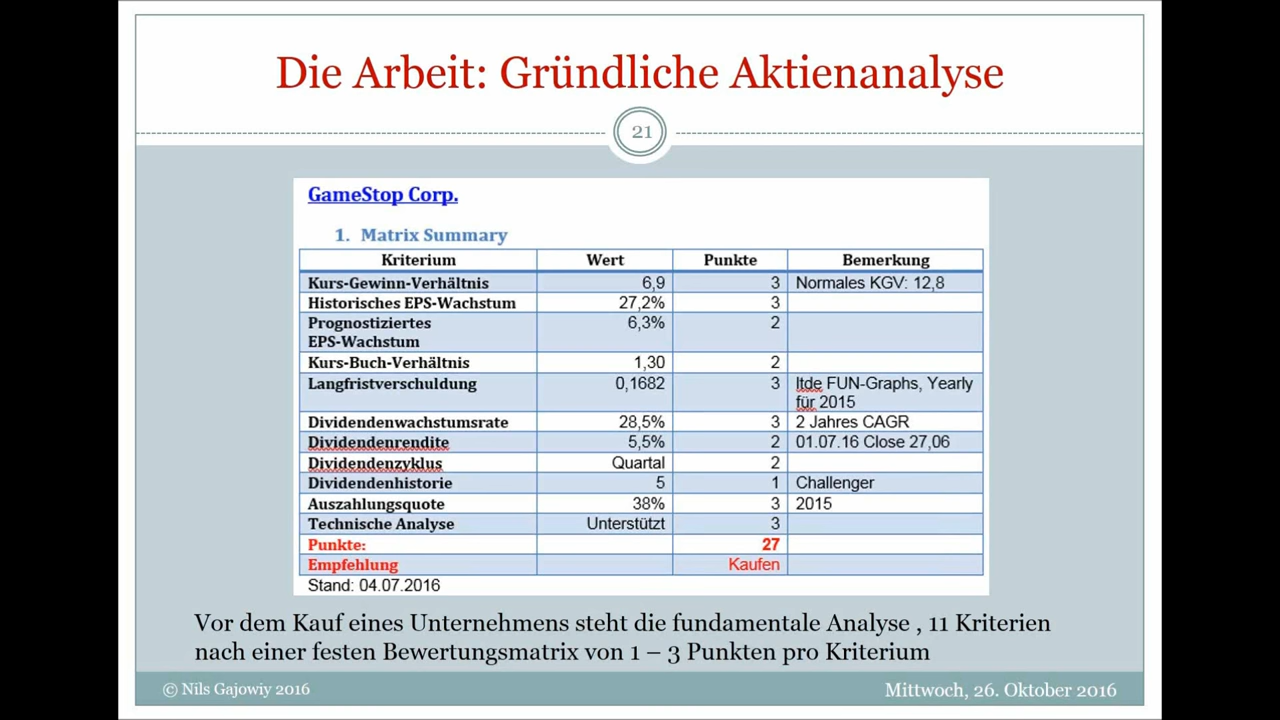 Die Arbeit: Gründliche Aktienanalyse
21
GameStop Corp.
1. Matrix Summary
Kriterium Wert Punkte Bemerkung
Kurs-Gewinn-Verhältnis 6,9 3 Normales KGV: 12,8
Historisches EPS-Wachstum 27,2% 3
Prognostiziertes 6,3% 2
EPS-Wachstum
Kurs-Buch-Verhältnis 1,30 2
Langfristverschuldung 0,1682 3 ltde FUN-Graphs, Yearly
für 2015
Dividendenwachstumsrate 28,5% 3 2 Jahres CAGR
Dividendenrendite 5,5% 2 01.07.16 Close 27,06
Dividendenzyklus Quartal 2
Dividendenhistorie 5 1 Challenger
Auszahlungsquote 38% 3 2015
Technische Analyse Unterstützt 3
Punkte: 27
Empfehlung Kaufen
Stand: 04.07.2016
Vor dem Kauf eines Unternehmens steht die fundamentale Analyse , 11 Kriterien
nach einer festen Bewertungsmatrix von 1 – 3 Punkten pro Kriterium
© Nils Gajowiy 2016 Mittwoch, 26. Oktober 2016